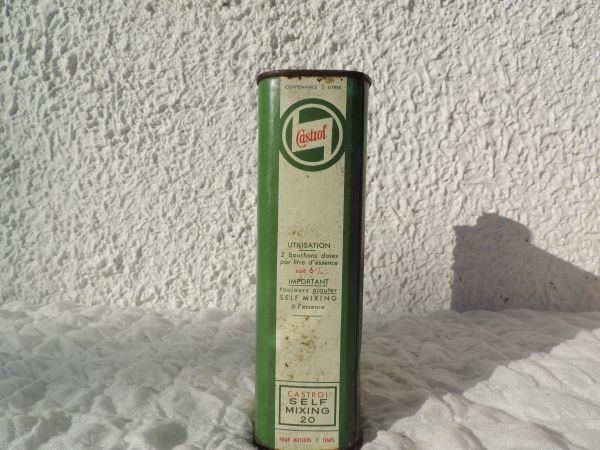 CONTENANCE 2 LITRES
Castrol
UTILISATION
2 bouchons doses
par litre d'essence
soit 6%
IMPORTANT
toujours ajouter
SELF MIXING
à l'essence
CASTROL
SELF
MIXING
20
POUR MOTEURS 2 TEMPS